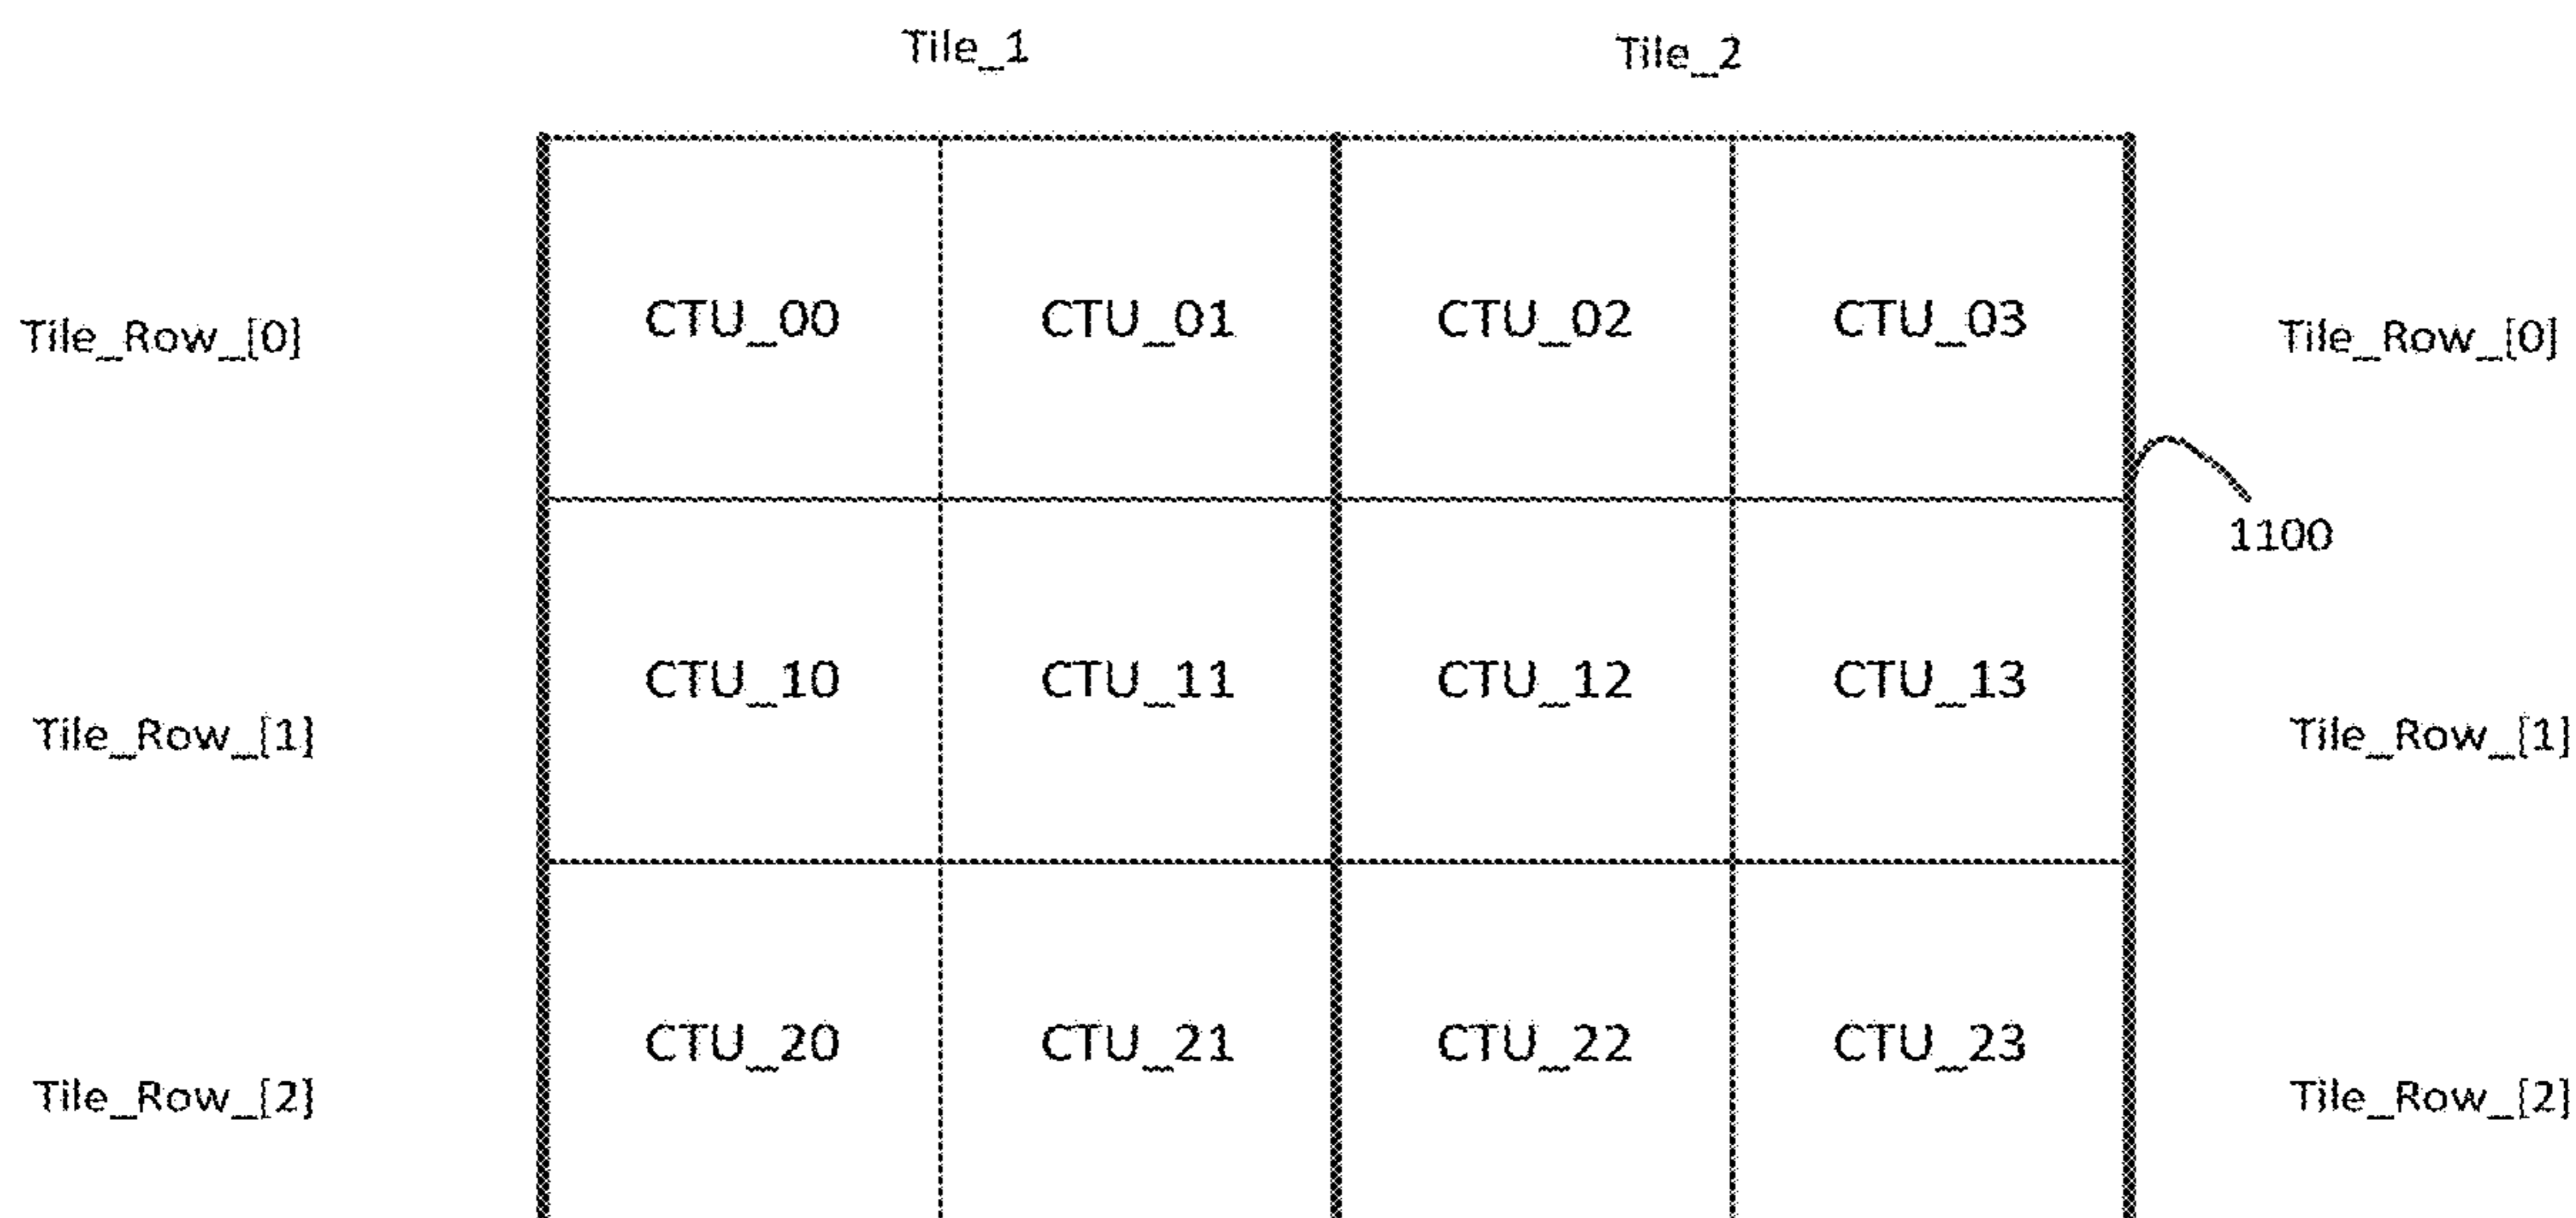 Tile_1 Tile_2
Tile_Row_[0] CTU_00 CTU_01 CTU_02 CTU_03 Tile_Row_[0]
1100
Tile_Row_[1] CTU_10 CTU_11 CTU_12 CTU_13 Tile_Row_[1]
Tile_Row_[2] CTU_20 CTU_21 CTU_22 CTU_23 Tile_Row_[2]